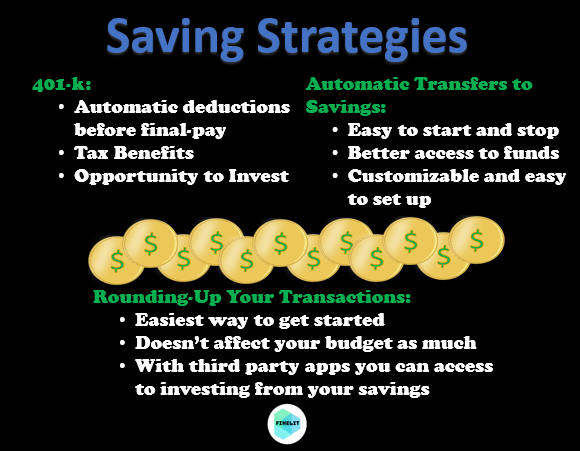 Saving Strategies
401-k:
• Automatic deductions
before final-pay
• Tax Benefits
• Opportunity to Invest
Automatic Transfers to
Savings:
• Easy to start and stop
• Better access to funds
• Customizable and easy
to set up
$ $ $ $ $ $ $ $ $ $ $ $
Rounding-Up Your Transactions:
• Easiest way to get started
• Doesn't affect your budget as much
• With third party apps you can access
to investing from your savings
FINELIT